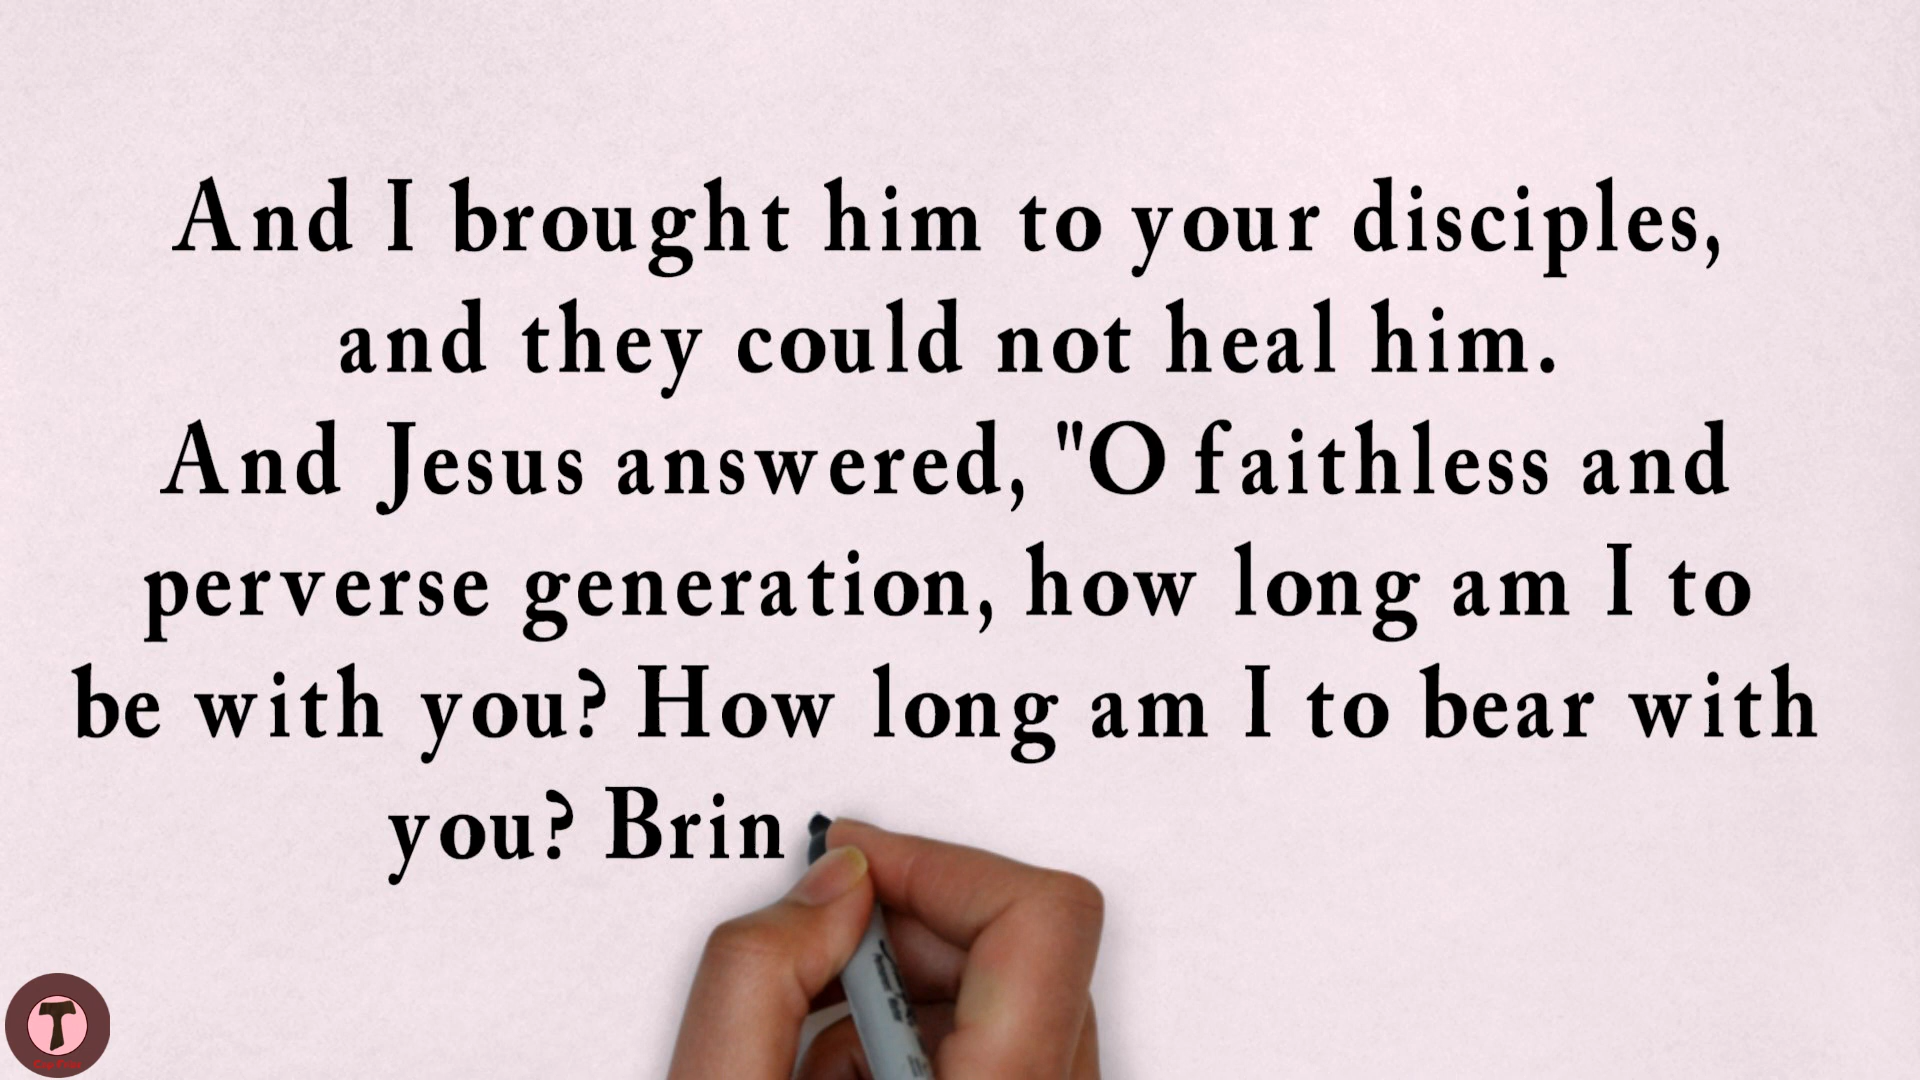 And I brought him to your disciples,
and they could not heal him.
And Jesus answered, "O faithless and
perverse generation, how long am I to
be with you? How long am I to bear with
you? Brin
T